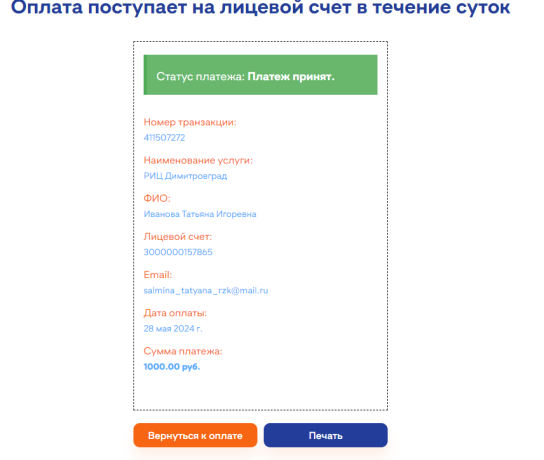 Оплата поступает на лицевой счет в течение суток
Статус платежа: Платеж принят.
Номер транзакции:
411507272
Наименование услуги:
РИЦ Димитровград
ФИО:
Иванова Татьяна Игоревна
Лицевой счет:
3000000157865
Email:
salmina_tatyana_rzk@mail.ru
Дата оплаты:
28 мая 2024 г.
Сумма платежа:
1000.00 руб.
Вернуться к оплате
Печать